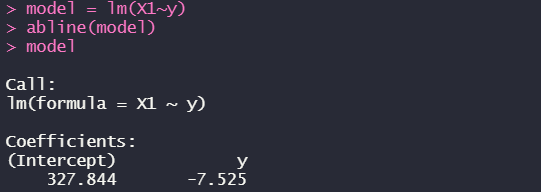 > model = lm(X1~y)
> abline(model)
> model
Call:
lm(formula = X1 ~ y)
Coefficients:
(Intercept) y
327.844 -7.525